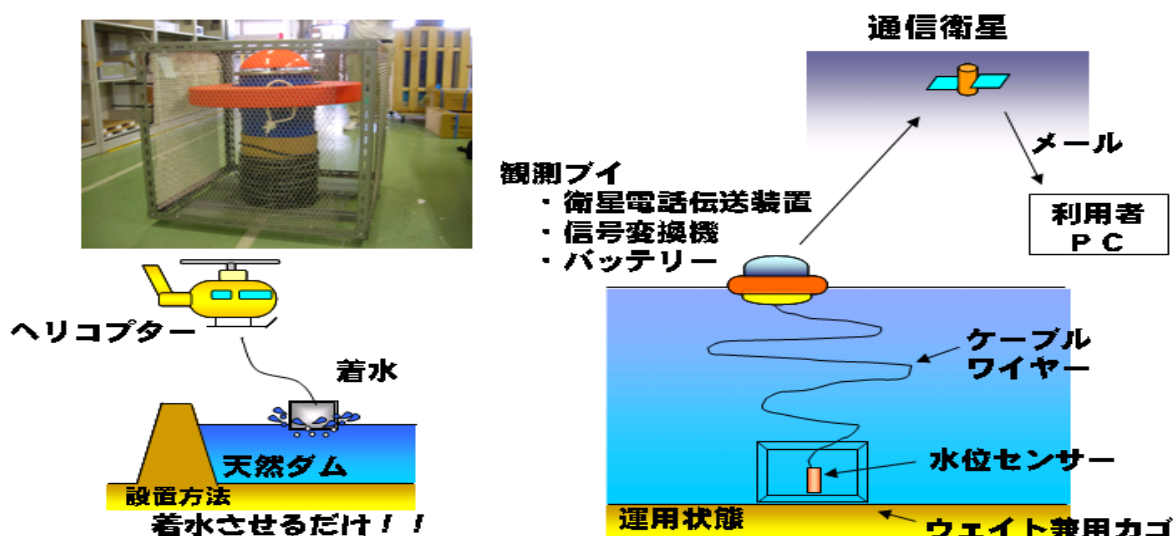 通信衛星
メール
利用者
ＰＣ
観測ブイ
・衛星電話伝送装置
・信号変換機
・バッテリー
ヘリコプター
着水
天然ダム
設置方法
着水させるだけ！！
ケーブル
ワイヤー
水位センサー
運用状態
ウェイト兼用カゴ